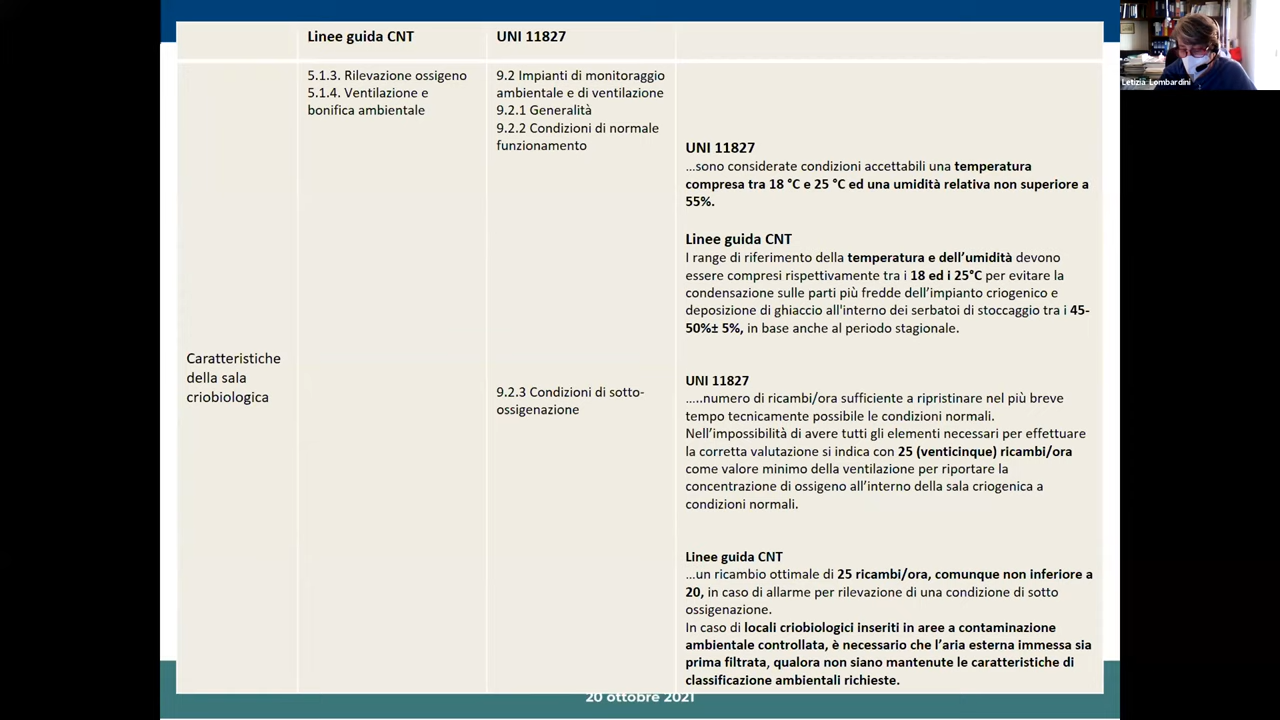 Linee guida CNT
UNI 11827
Caratteristiche
della sala
criobiologica
5.1.3. Rilevazione ossigeno
5.1.4. Ventilazione e
bonifica ambientale
9.2 Impianti di monitoraggio
ambientale e di ventilazione
9.2.1 Generalità
9.2.2 Condizioni di normale
funzionamento
9.2.3 Condizioni di sotto-
ossigenazione
UNI 11827
...sono considerate condizioni accettabili una temperatura
compresa tra 18 °C e 25 °C ed una umidità relativa non superiore a
55%.
Linee guida CNT
I range di riferimento della temperatura e dell'umidità devono
essere compresi rispettivamente tra i 18 ed i 25°C per evitare la
condensazione sulle parti più fredde dell'impianto criogenico e
deposizione di ghiaccio all'interno dei serbatoi di stoccaggio tra i 45-
50%± 5%, in base anche al periodo stagionale.
UNI 11827
.....numero di ricambi/ora sufficiente a ripristinare nel più breve
tempo tecnicamente possibile le condizioni normali.
Nell'impossibilità di avere tutti gli elementi necessari per effettuare
la corretta valutazione si indica con 25 (venticinque) ricambi/ora
come valore minimo della ventilazione per riportare la
concentrazione di ossigeno all'interno della sala criogenica a
condizioni normali.
Linee guida CNT
...un ricambio ottimale di 25 ricambi/ora, comunque non inferiore a
20, in caso di allarme per rilevazione di una condizione di sotto
ossigenazione.
In caso di locali criobiologici inseriti in aree a contaminazione
ambientale controllata, è necessario che l'aria esterna immessa sia
prima filtrata, qualora non siano mantenute le caratteristiche di
classificazione ambientali richieste.
20 ottobre 2021
Letizia Lombardini